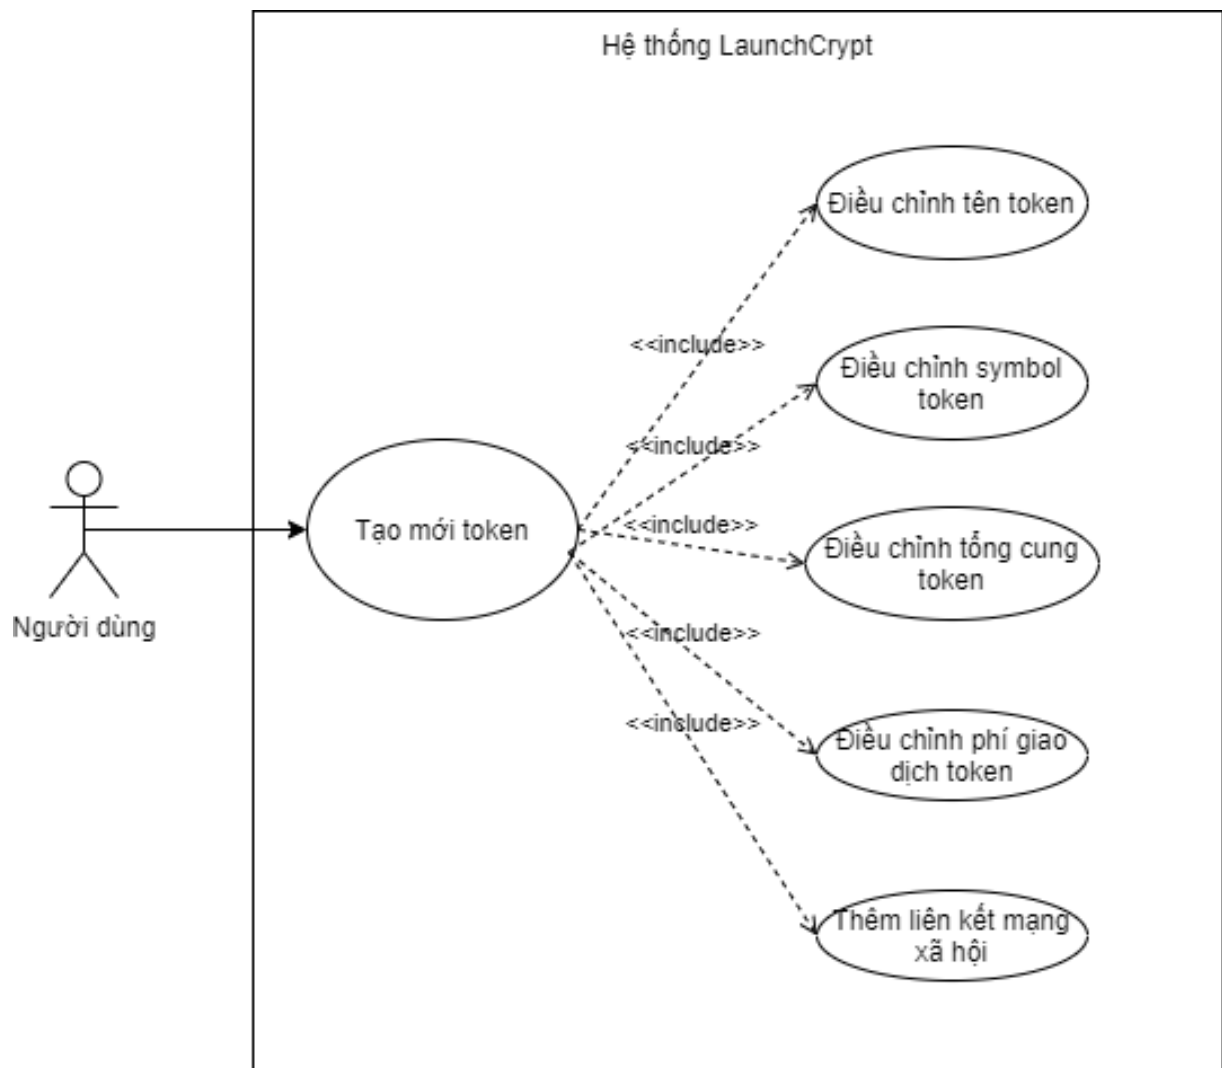 Hệ thống LaunchCrypt
Điều chỉnh tên token
<<include>>
Điều chỉnh symbol
token
<<include>>
Tạo mới token
<<include>>
Điều chỉnh tổng cung
token
Người dùng
<<include>>
<<include>>
Điều chỉnh phí giao
dịch token
Thêm liên kết mạng
xã hội